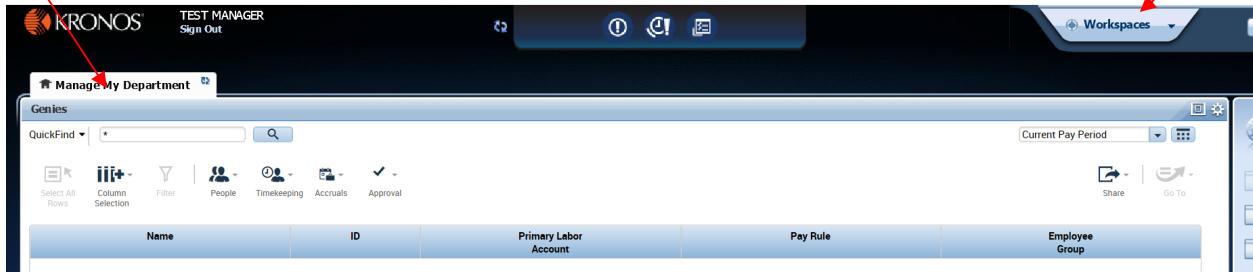 KRONOS®
TEST MANAGER
Sign Out
Workspaces
Manage My Department
Genies
QuickFind
*
Current Pay Period
Select All
Rows
Column
Selection
Filter
People
Timekeeping
Accruals
Approval
Share
Go To
Name
ID
Primary Labor
Account
Pay Rule
Employee
Group